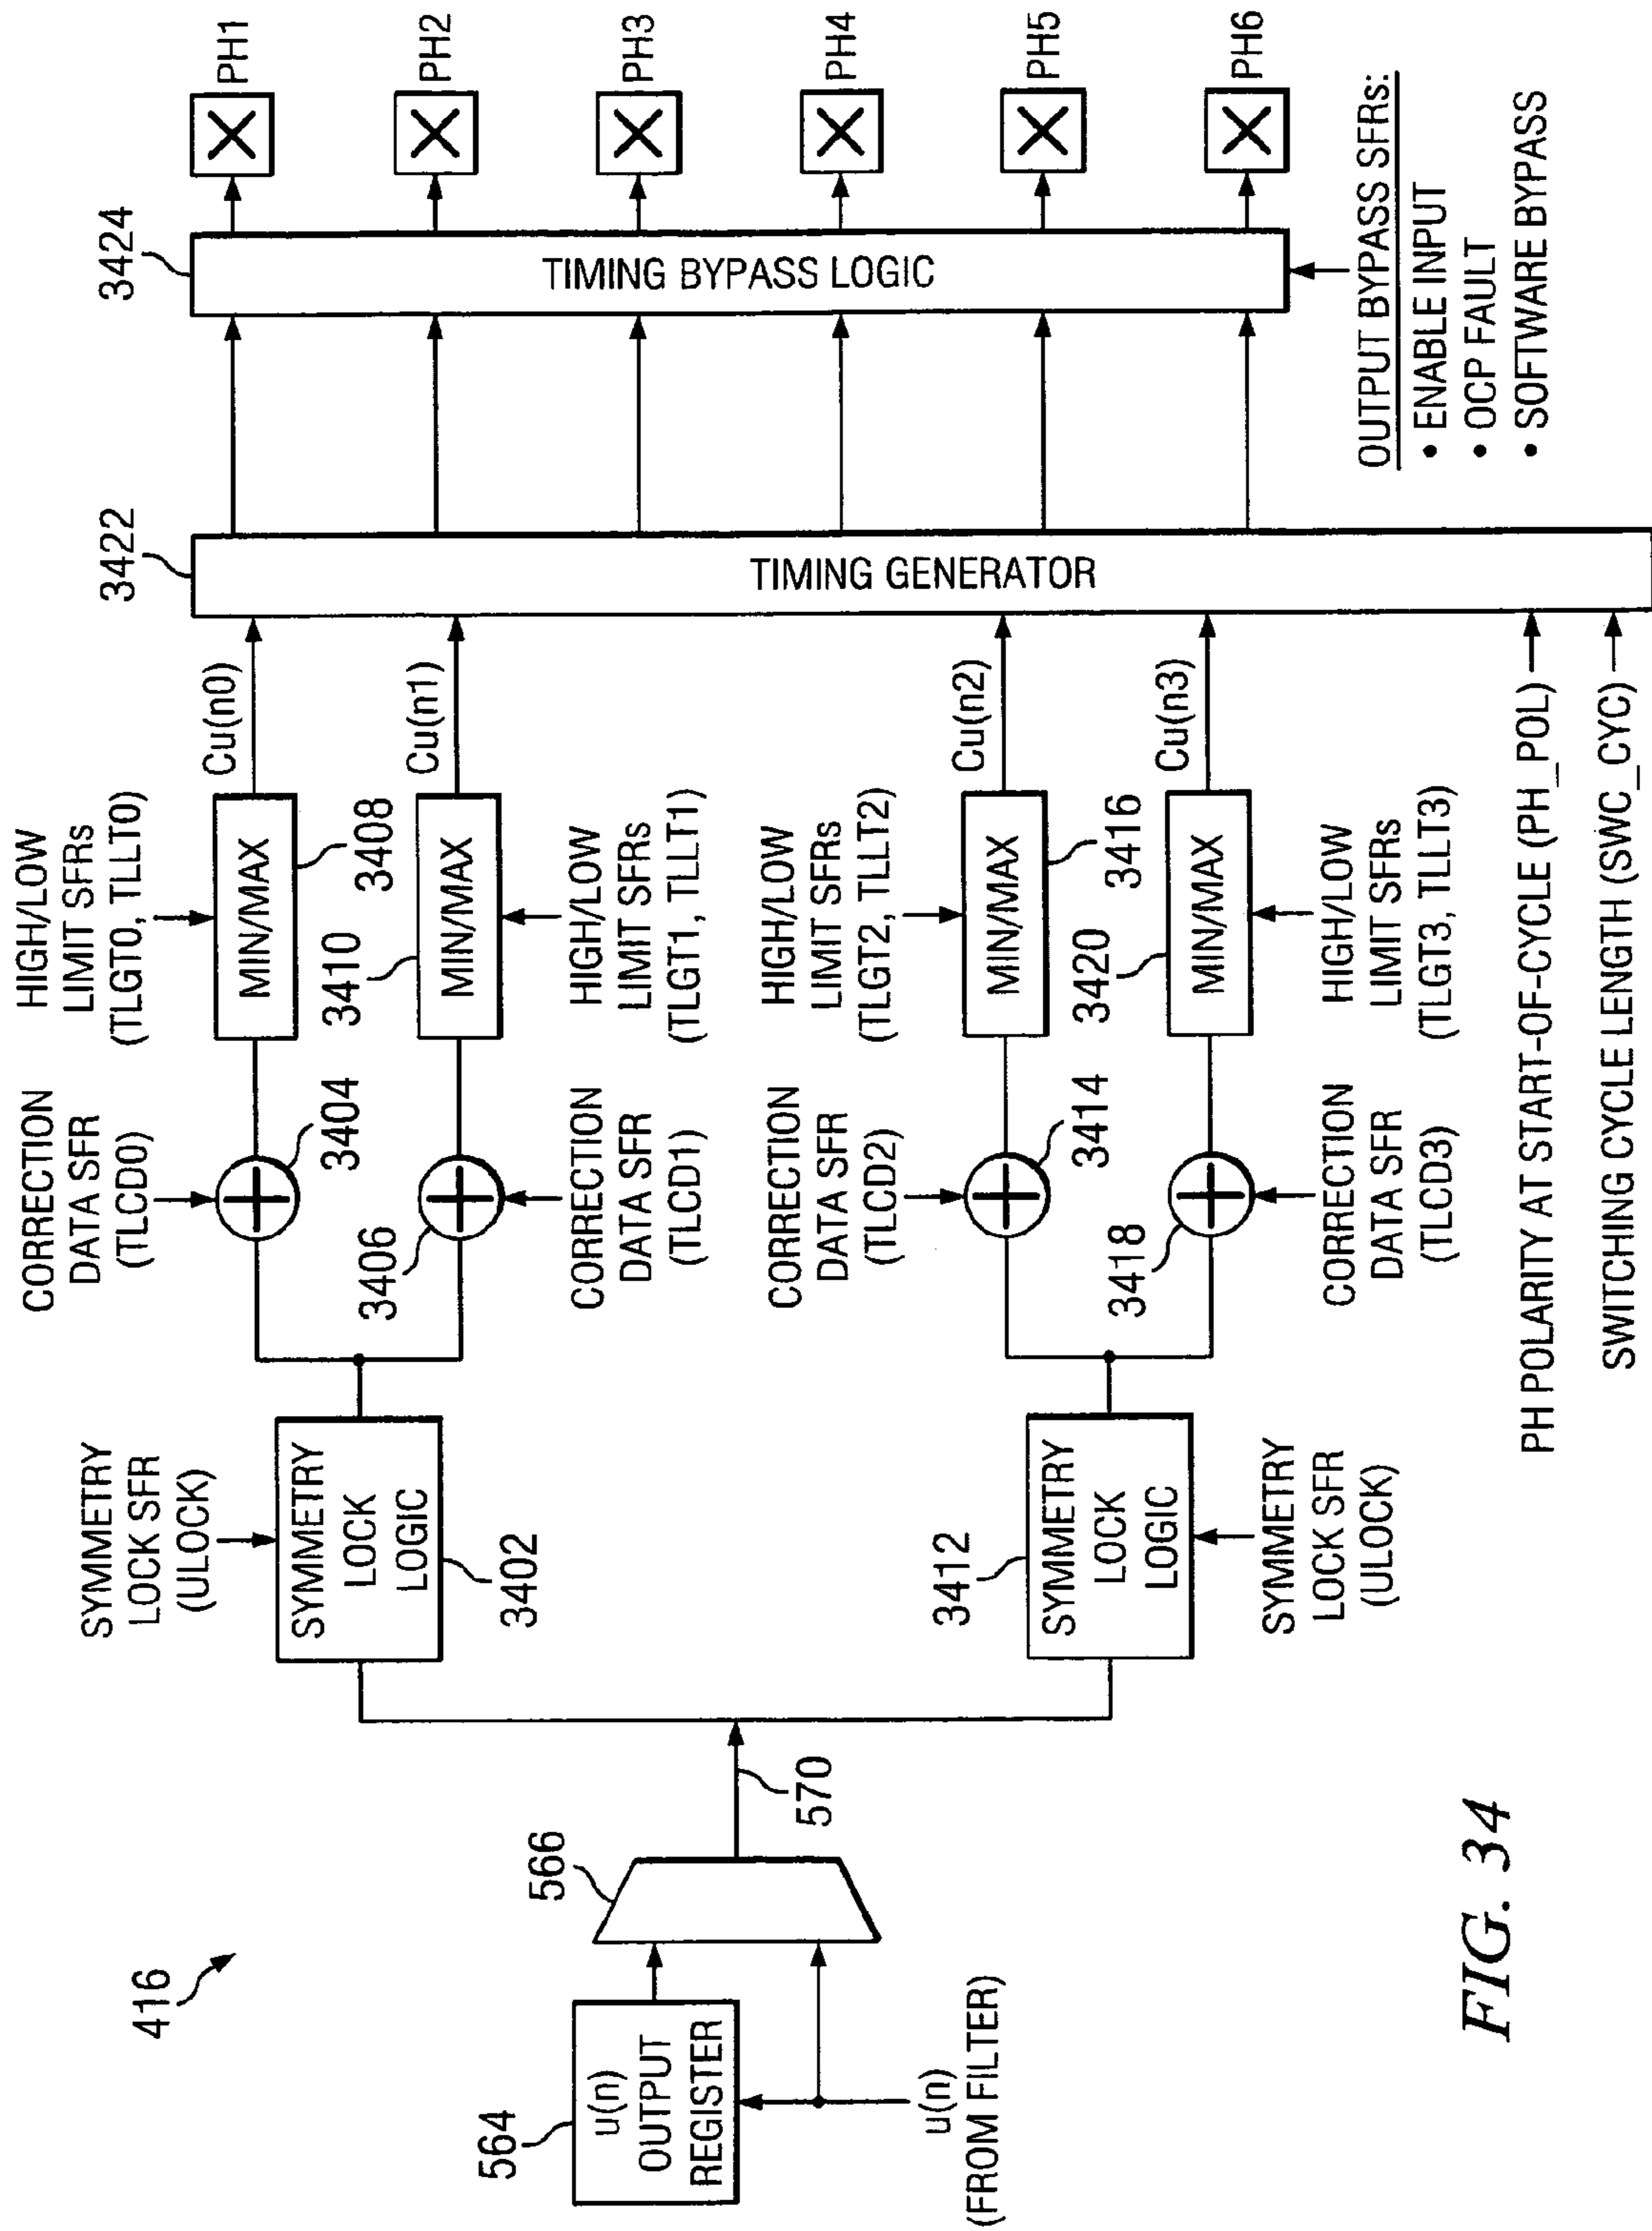 416
564
u(n)
OUTPUT
REGISTER
u(n)
(FROM FILTER)
566
570
SYMMETRY
LOCK SFR
(ULOCK)
SYMMETRY
LOCK
LOGIC
3402
3412
SYMMETRY
LOCK
LOGIC
SYMMETRY
LOCK SFR
(ULOCK)
CORRECTION
DATA SFR
(TLCD0)
3404
3406
CORRECTION
DATA SFR
(TLCD1)
CORRECTION
DATA SFR
(TLCD2)
3414
3418
CORRECTION
DATA SFR
(TLCD3)
HIGH/LOW
LIMIT SFRs
(TLGT0, TLLT0)
MIN/MAX
3408
3410
MIN/MAX
HIGH/LOW
LIMIT SFRs
(TLGT1, TLLT1)
HIGH/LOW
LIMIT SFRs
(TLGT2, TLLT2)
MIN/MAX
3416
3420
MIN/MAX
HIGH/LOW
LIMIT SFRs
(TLGT3, TLLT3)
Cu(n0)
Cu(n1)
Cu(n2)
Cu(n3)
PH POLARITY AT START-OF-CYCLE (PH_POL)
SWITCHING CYCLE LENGTH (SWC_CYC)
3422
TIMING GENERATOR
3424
TIMING BYPASS LOGIC
PH1
PH2
PH3
PH4
PH5
PH6
OUTPUT BYPASS SFRs:
• ENABLE INPUT
• OCP FAULT
• SOFTWARE BYPASS
FIG. 34